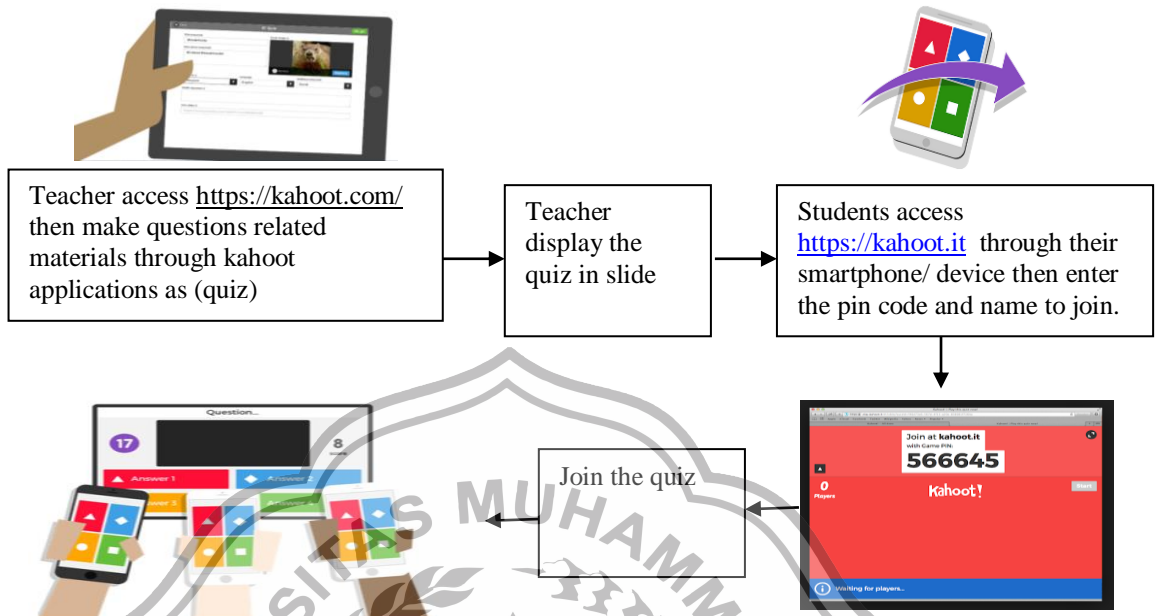 Teacher access https://kahoot.com/
then make questions related
materials through kahoot
applications as (quiz)
Teacher
display the
quiz in slide
Students access
https://kahoot.it through their
smartphone/ device then enter
the pin code and name to join.
Question...
17
8
Answer 1
Answer 2
Join the quiz
Join at kahoot.it
with Game PIN:
566645
0
Players
Kahoot!
Start
Waiting for players...
SITAS MUHAMM